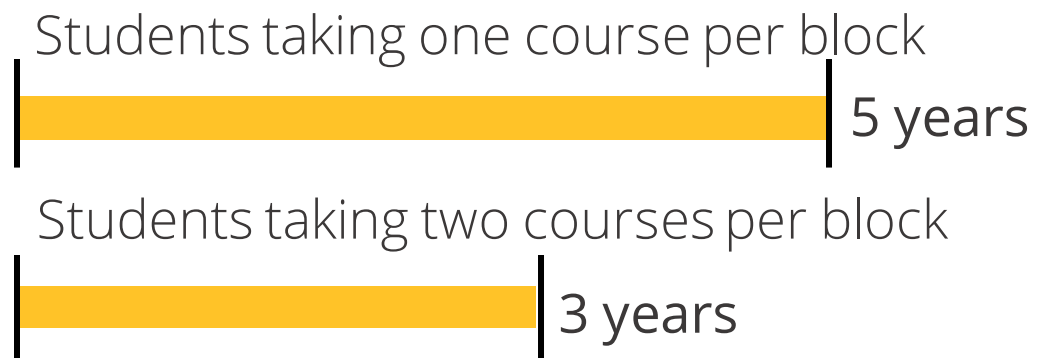 Students taking one course per block
5 years
Students taking two courses per block
3 years